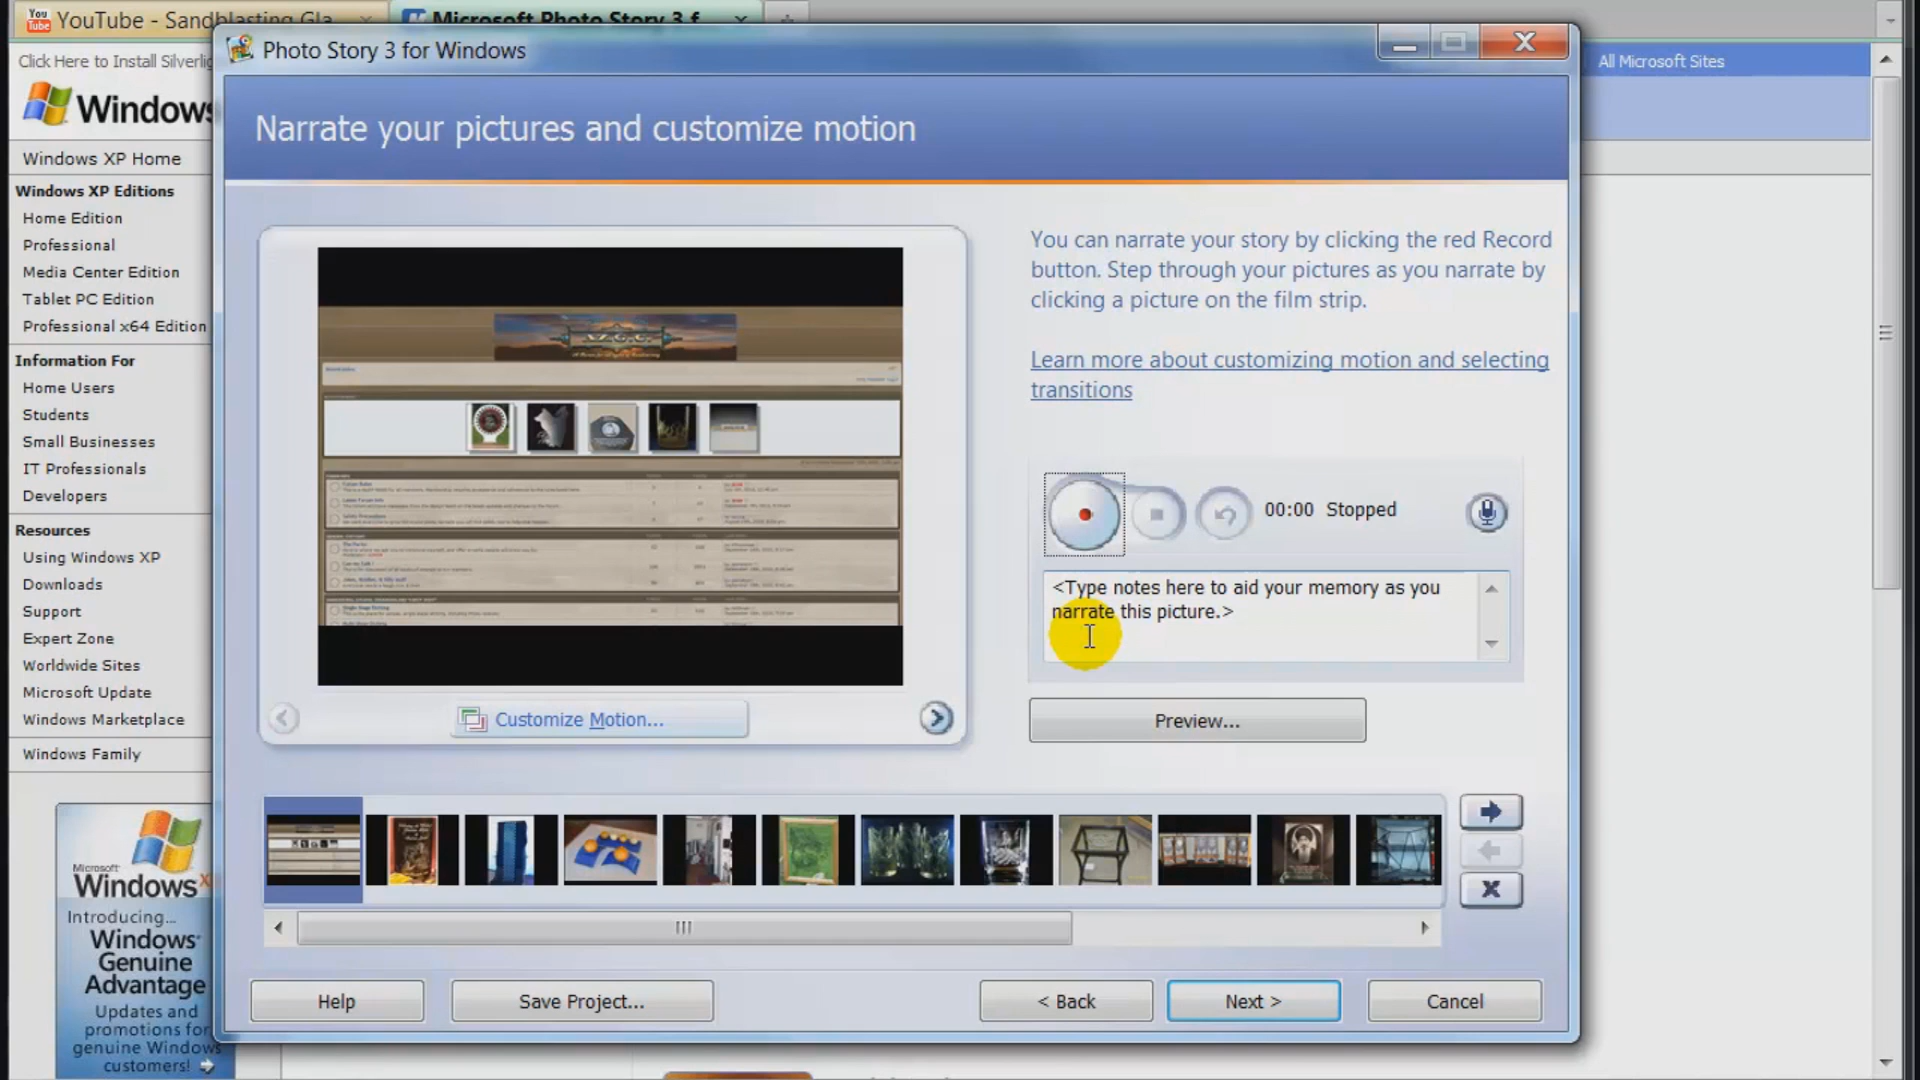 YouTube - Sandblasting Gla
Microsoft Photo Story 3 f
Click Here to Install Silverlig
All Microsoft Sites
Windows
Windows XP Home
Windows XP Editions
Home Edition
Professional
Media Center Edition
Tablet PC Edition
Professional x64 Edition
Information For
Home Users
Students
Small Businesses
IT Professionals
Developers
Resources
Using Windows XP
Downloads
Support
Expert Zone
Worldwide Sites
Microsoft Update
Windows Marketplace
Windows Family
Microsoft
Windows XP
Introducing...
Windows
Genuine
Advantage
Updates and
promotions for
genuine Windows
customers!
Photo Story 3 for Windows
Narrate your pictures and customize motion
You can narrate your story by clicking the red Record
button. Step through your pictures as you narrate by
clicking a picture on the film strip.
Learn more about customizing motion and selecting
transitions
00:00 Stopped
<Type notes here to aid your memory as you
narrate this picture.>
Customize Motion...
Preview...
Help
Save Project...
< Back
Next >
Cancel